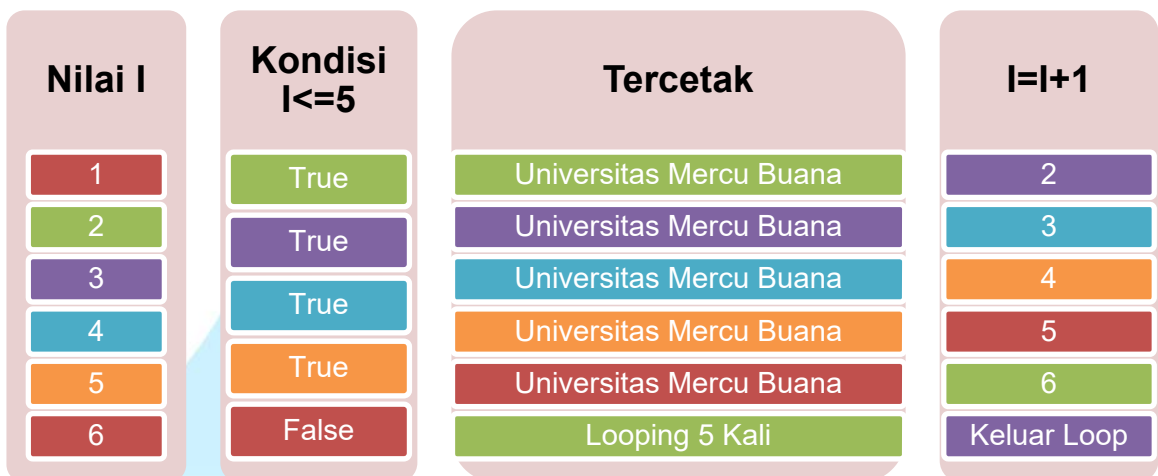 Nilai I
1
2
3
4
5
6
Kondisi
I<=5
True
True
True
True
False
Tercetak
Universitas Mercu Buana
Universitas Mercu Buana
Universitas Mercu Buana
Universitas Mercu Buana
Universitas Mercu Buana
Looping 5 Kali
I=I+1
2
3
4
5
6
Keluar Loop